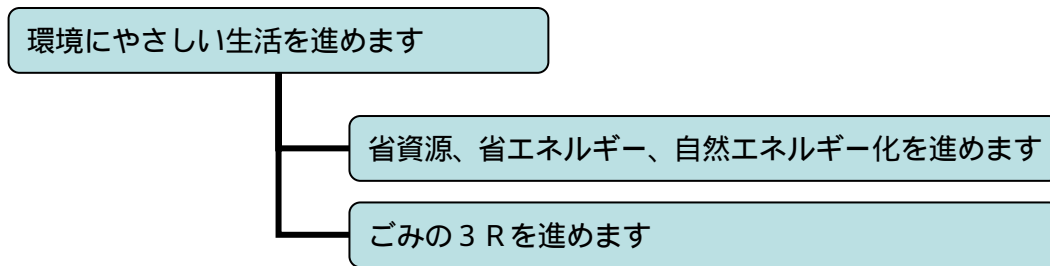 環境にやさしい生活を進めます
省資源、省エネルギー、自然エネルギー化を進めます
ごみの３Ｒを進めます